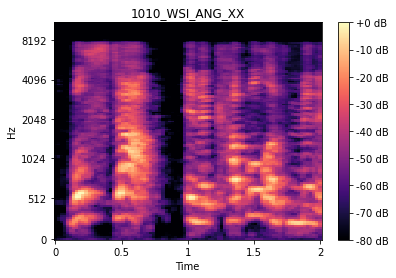 1010_WSI_ANG_XX
+0 dB
8192
-10 dB
4096
-20 dB
-30 dB
2048
Hz
-40 dB
1024
-50 dB
512
-60 dB
-70 dB
0
-80 dB
0
0.5
1
1.5
2
Time